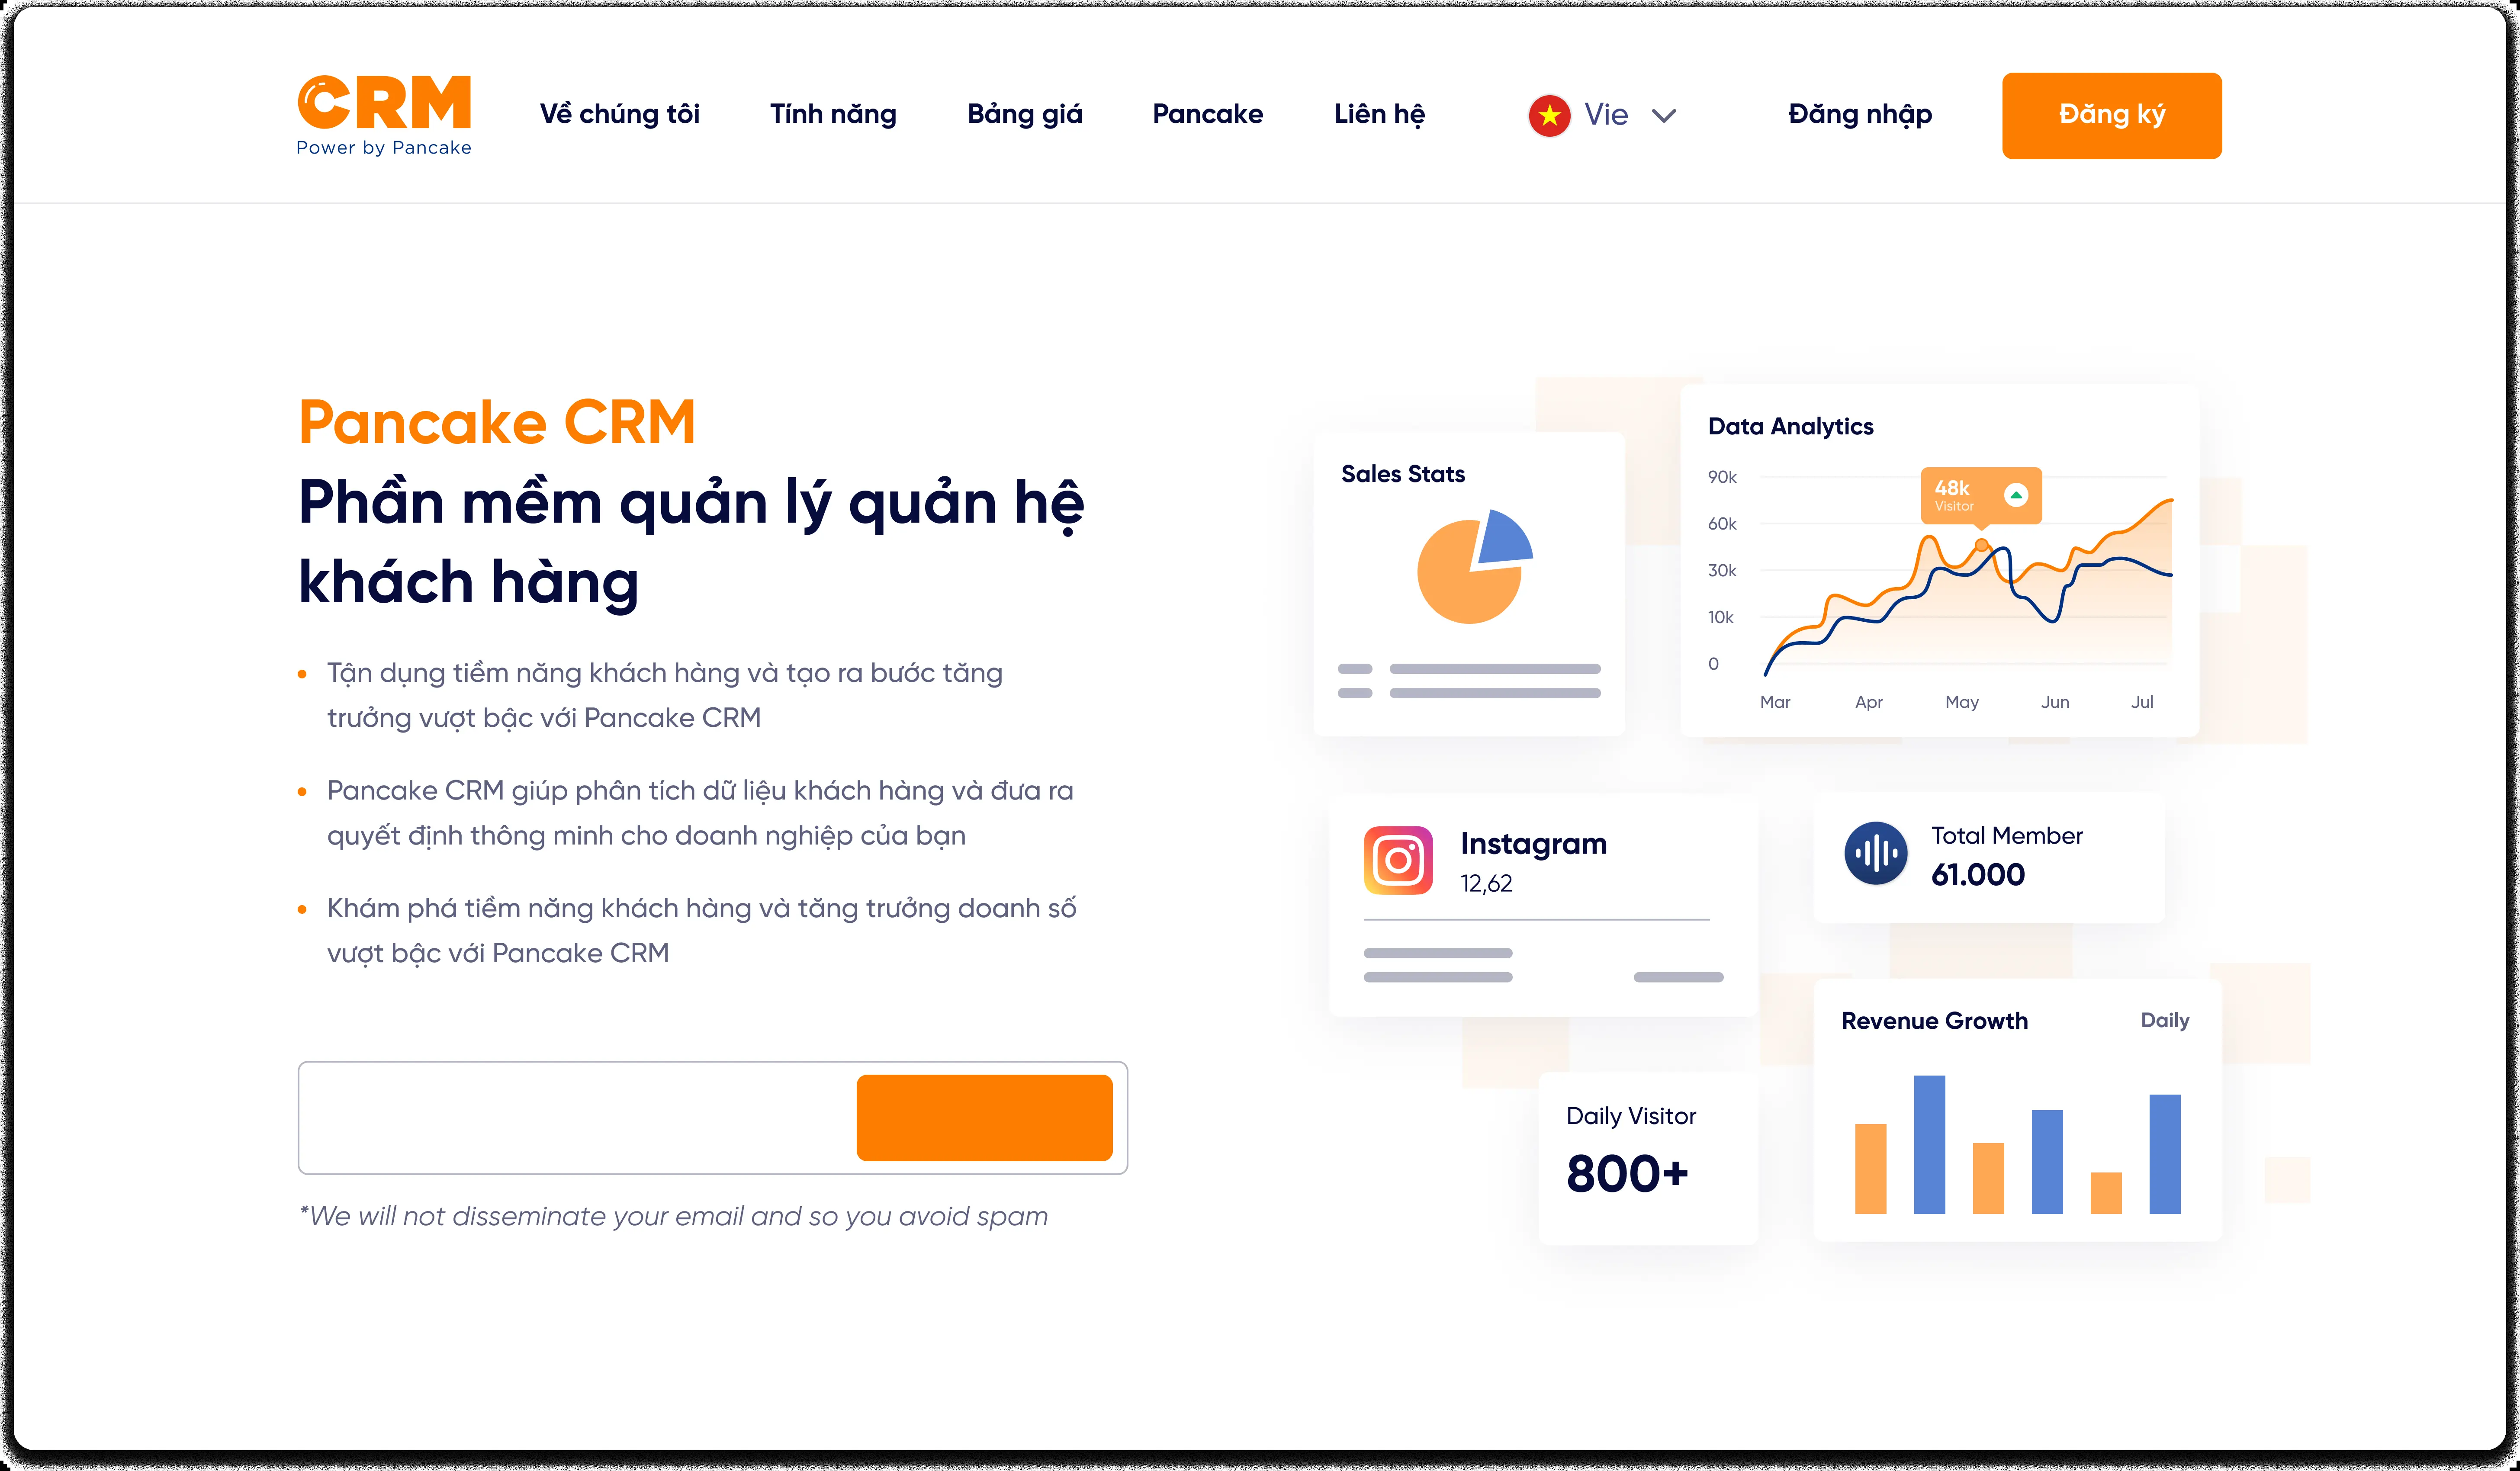 CRM
Power by Pancake
Về chúng tôi
Tính năng
Bảng giá
Pancake
Liên hệ
Vie
Đăng nhập
Đăng ký
Pancake CRM
Phần mềm quản lý quản hệ
khách hàng
Tận dụng tiềm năng khách hàng và tạo ra bước tăng
trưởng vượt bậc với Pancake CRM
Pancake CRM giúp phân tích dữ liệu khách hàng và đưa ra
quyết định thông minh cho doanh nghiệp của bạn
Khám phá tiềm năng khách hàng và tăng trưởng doanh số
vượt bậc với Pancake CRM
*We will not disseminate your email and so you avoid spam
Sales Stats
Data Analytics
90k
60k
30k
10k
0
48k
Visitor
Mar
Apr
May
Jun
Jul
Instagram
12,62
Total Member
61.000
Daily Visitor
800+
Revenue Growth
Daily